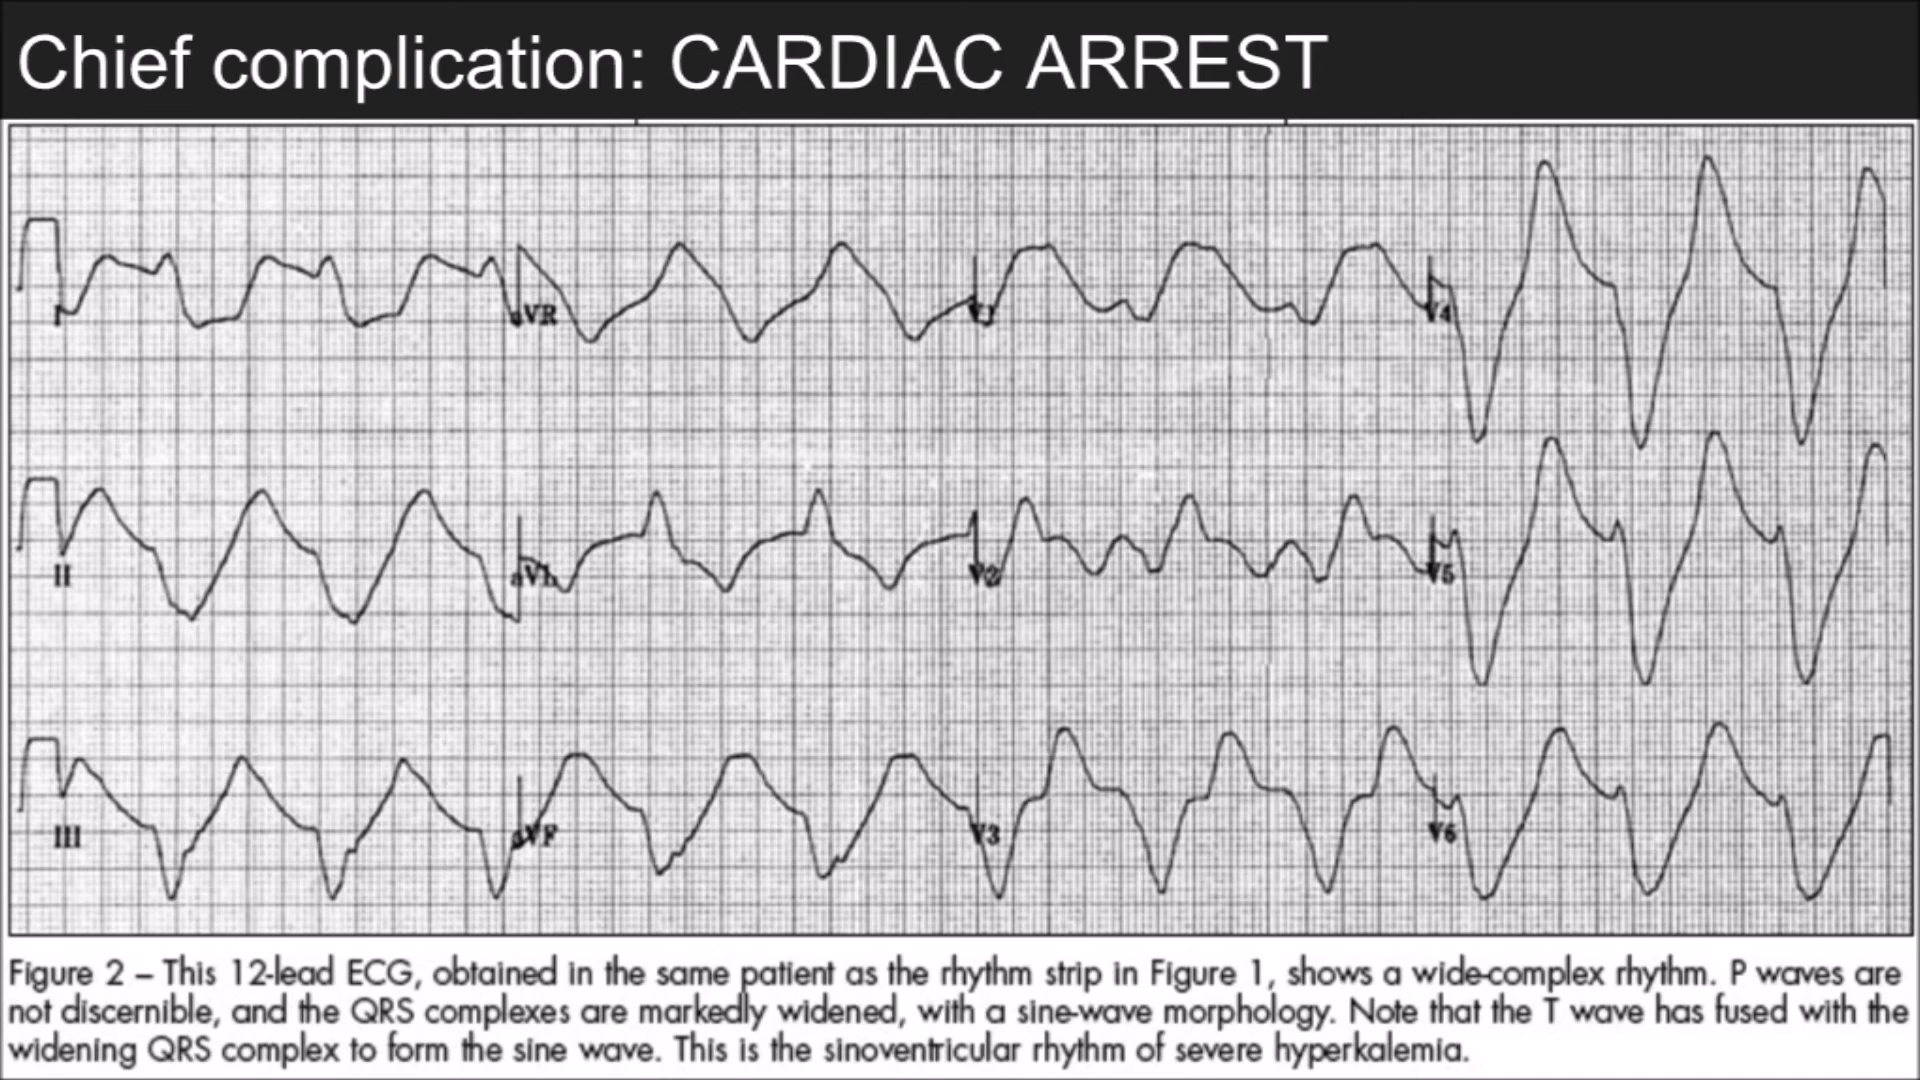 Chief complication: CARDIAC ARREST
I aVR V1 V4
II aVL V2 V5
III aVF V3 V6
Figure 2 – This 12-lead ECG, obtained in the same patient as the rhythm strip in Figure 1, shows a wide-complex rhythm. P waves are
not discernible, and the QRS complexes are markedly widened, with a sine-wave morphology. Note that the T wave has fused with the
widening QRS complex to form the sine wave. This is the sinoventricular rhythm of severe hyperkalemia.